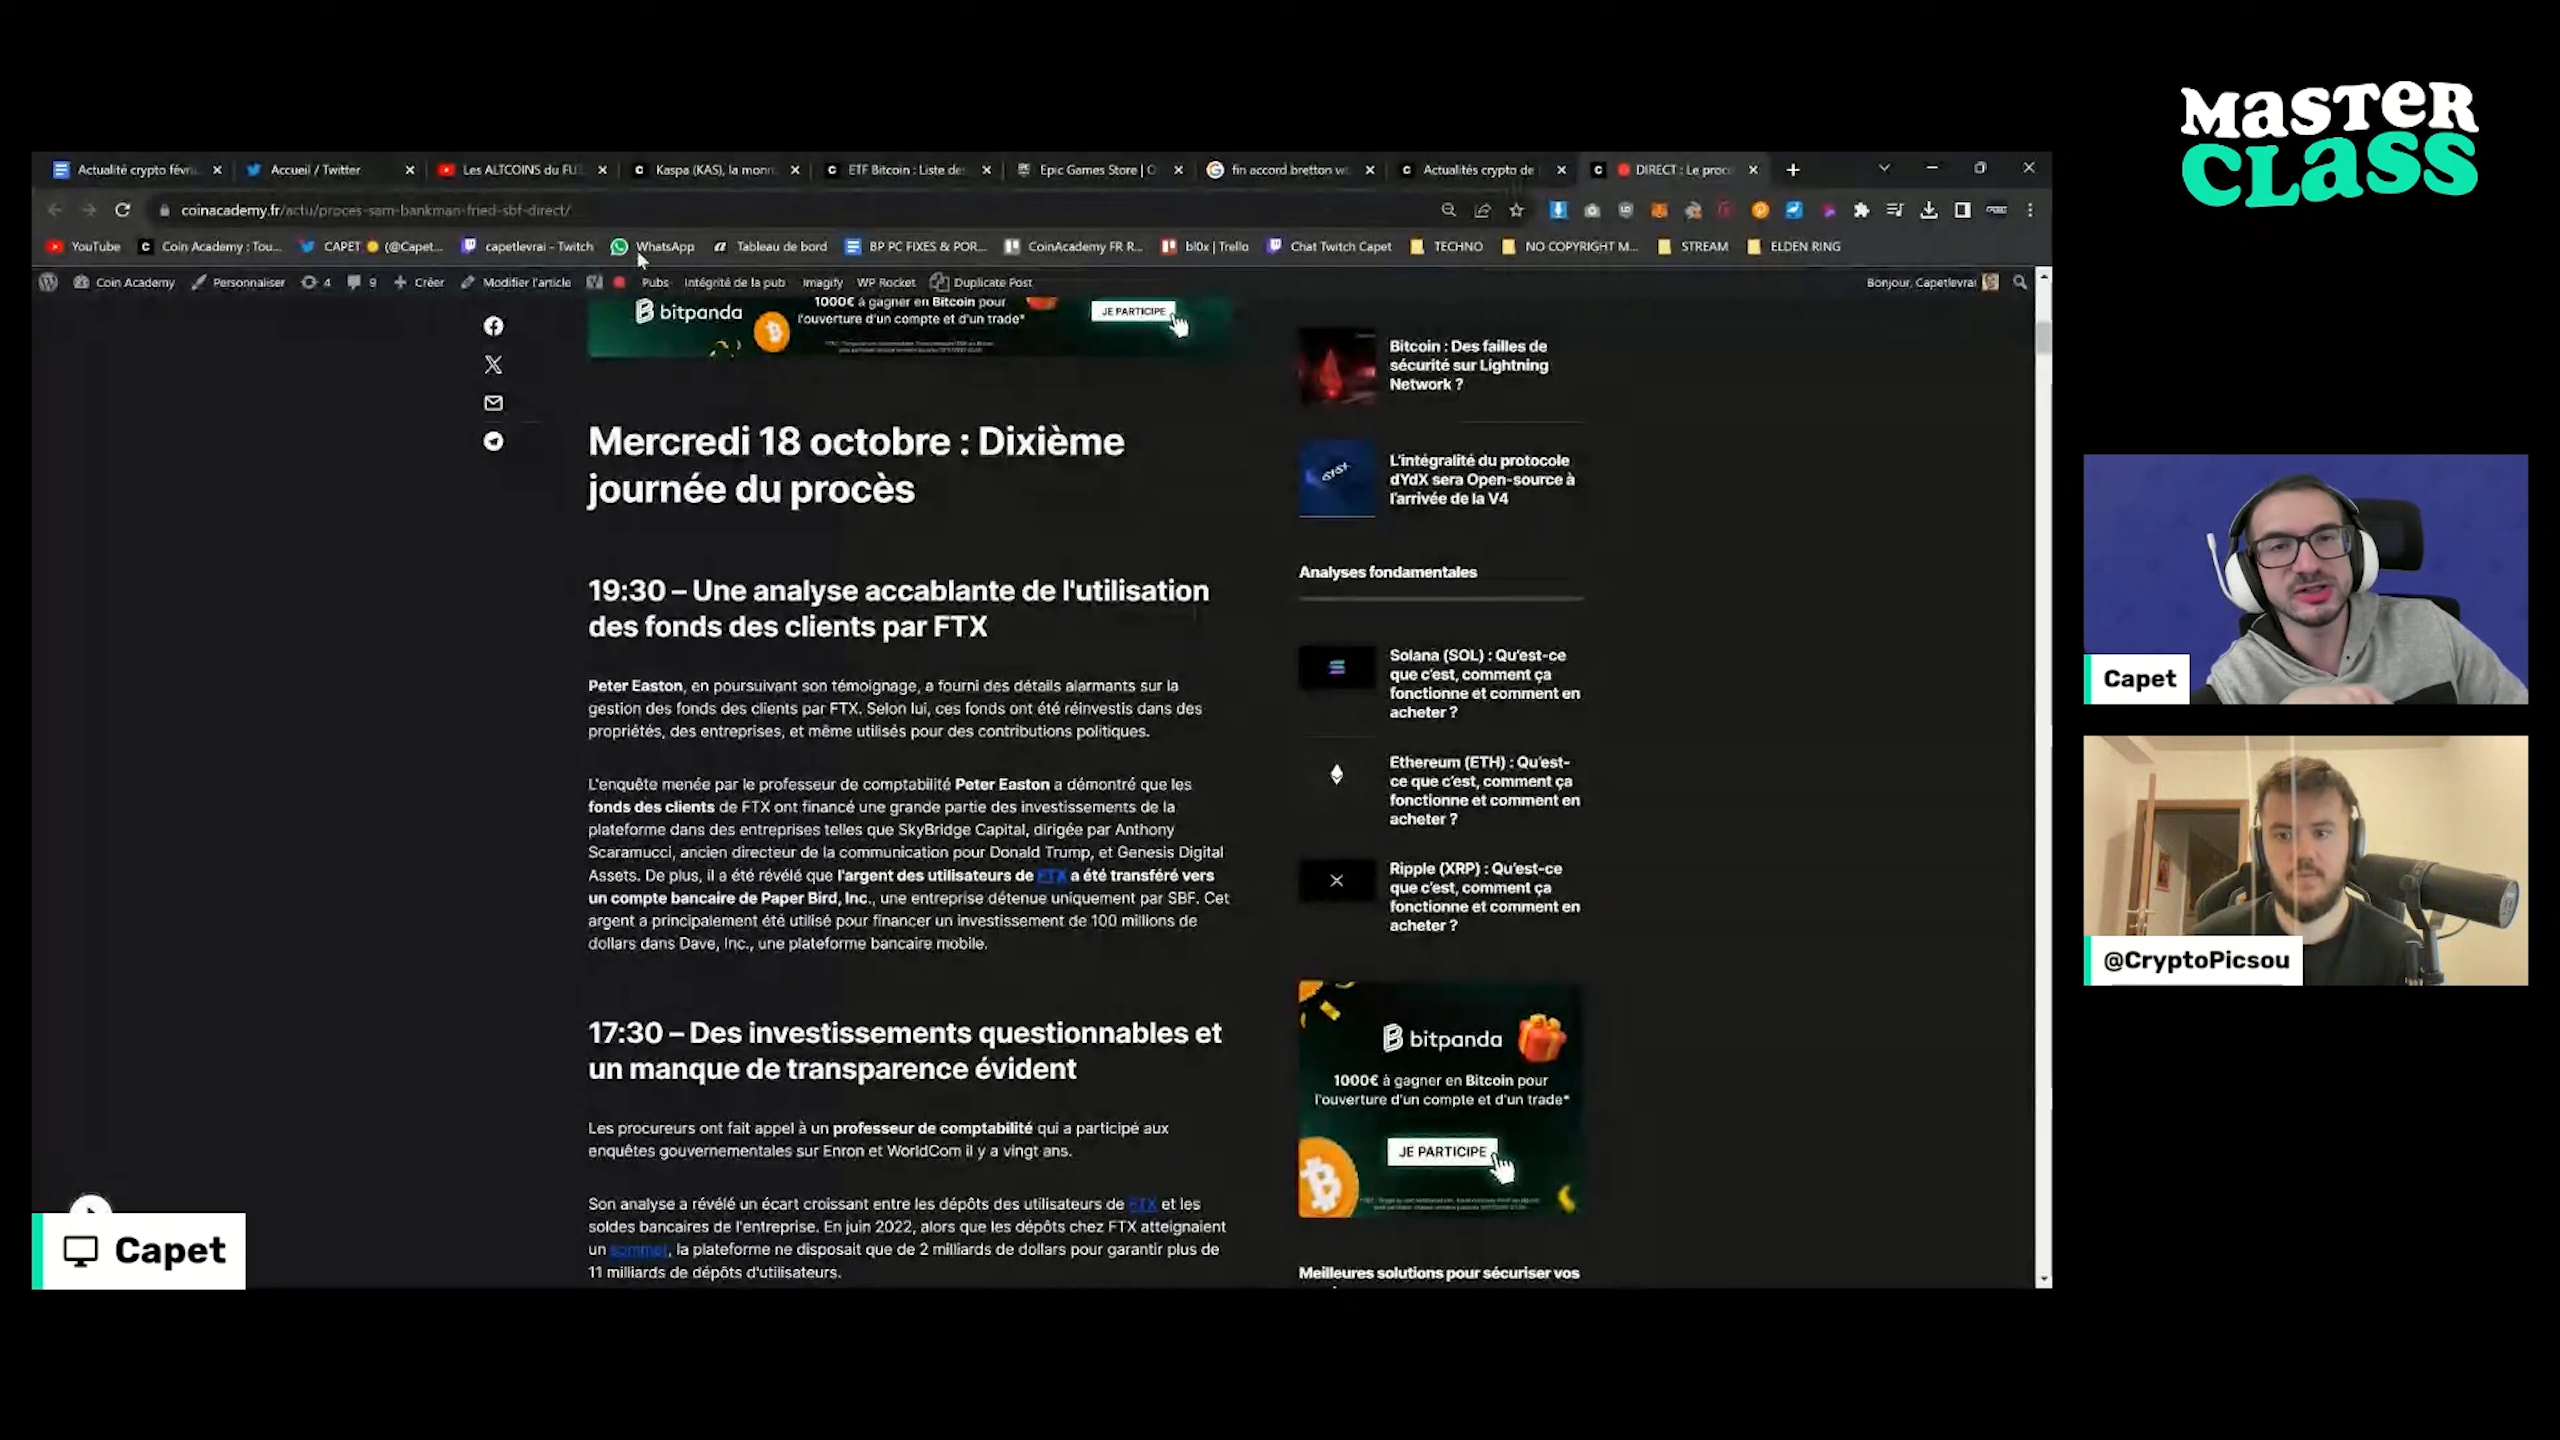 MASTER
CLASS
Actualité crypto févri
Accueil / Twitter
Les ALTCOINS du FU
Kaspa (KAS), la monn
ETF Bitcoin : Liste de
Epic Games Store | O
fin accord bretton w
Actualités crypto de
DIRECT : Le proc
coinacademy.fr/actu/proces-sam-bankman-fried-sbf-direct/
YouTube
Coin Academy : Tou...
CAPET (@Capet...
capetlevrai - Twitch
WhatsApp
Tableau de bord
BP PC FIXES & POR...
CoinAcademy FR R...
bl0x | Trello
Chat Twitch Capet
TECHNO
NO COPYRIGHT M...
STREAM
ELDEN RING
Coin Academy
Personnaliser
4
9
Créer
Modifier l'article
Pubs
Intégrité de la pub
Imagify
WP Rocket
Duplicate Post
Bonjour, Capetlevrai
bitpanda
1000€ à gagner en Bitcoin pour
l'ouverture d'un compte et d'un trade*
JE PARTICIPE
Mercredi 18 octobre : Dixième
journée du procès
19:30 – Une analyse accablante de l'utilisation
des fonds des clients par FTX
Peter Easton, en poursuivant son témoignage, a fourni des détails alarmants sur la
gestion des fonds des clients par FTX. Selon lui, ces fonds ont été réinvestis dans des
propriétés, des entreprises, et même utilisés pour des contributions politiques.
L'enquête menée par le professeur de comptabilité Peter Easton a démontré que les
fonds des clients de FTX ont financé une grande partie des investissements de la
plateforme dans des entreprises telles que SkyBridge Capital, dirigée par Anthony
Scaramucci, ancien directeur de la communication pour Donald Trump, et Genesis Digital
Assets. De plus, il a été révélé que l'argent des utilisateurs de FTX a été transféré vers
un compte bancaire de Paper Bird, Inc., une entreprise détenue uniquement par SBF. Cet
argent a principalement été utilisé pour financer un investissement de 100 millions de
dollars dans Dave, Inc., une plateforme bancaire mobile.
17:30 – Des investissements questionnables et
un manque de transparence évident
Les procureurs ont fait appel à un professeur de comptabilité qui a participé aux
enquêtes gouvernementales sur Enron et WorldCom il y a vingt ans.
Son analyse a révélé un écart croissant entre les dépôts des utilisateurs de FTX et les
soldes bancaires de l'entreprise. En juin 2022, alors que les dépôts chez FTX atteignaient
un sommet, la plateforme ne disposait que de 2 milliards de dollars pour garantir plus de
11 milliards de dépôts d'utilisateurs.
Bitcoin : Des failles de
sécurité sur Lightning
Network ?
dYdX
L'intégralité du protocole
dYdX sera Open-source à
l'arrivée de la V4
Analyses fondamentales
Solana (SOL) : Qu'est-ce
que c'est, comment ça
fonctionne et comment en
acheter ?
Ethereum (ETH) : Qu'est-
ce que c'est, comment ça
fonctionne et comment en
acheter ?
Ripple (XRP) : Qu'est-ce
que c'est, comment ça
fonctionne et comment en
acheter ?
bitpanda
1000€ à gagner en Bitcoin pour
l'ouverture d'un compte et d'un trade*
JE PARTICIPE
Meilleures solutions pour sécuriser vos
Capet
@CryptoPicsou
Capet